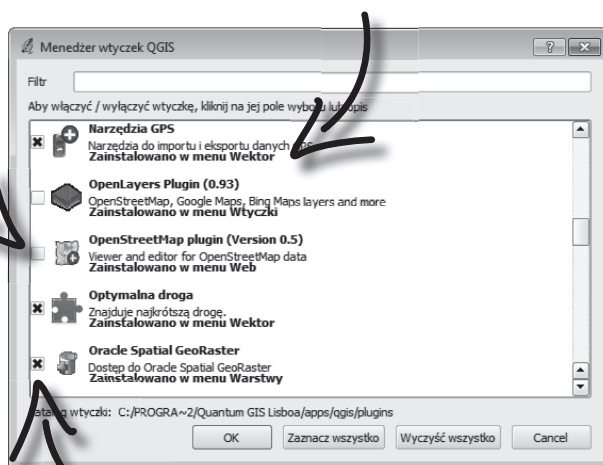 Menedżer wtyczek QGIS
Filtr
Aby włączyć / wyłączyć wtyczkę, kliknij na jej pole wyboru lub opis
Narzędzia GPS
Narzędzia do importu i eksportu danych GPS
Zainstalowano w menu Wektor
OpenLayers Plugin (0.93)
OpenStreetMap, Google Maps, Bing Maps layers and more
Zainstalowano w menu Wtyczki
OpenStreetMap plugin (Version 0.5)
Viewer and editor for OpenStreetMap data
Zainstalowano w menu Web
Optymalna droga
Znajduje najkrótszą drogę.
Zainstalowano w menu Wektor
Oracle Spatial GeoRaster
Dostęp do Oracle Spatial GeoRaster
Zainstalowano w menu Warstwy
Katalog wtyczki: C:/PROGRA~2/Quantum GIS Lisboa/apps/qgis/plugins
OK Zaznacz wszystko Wyczyść wszystko Cancel